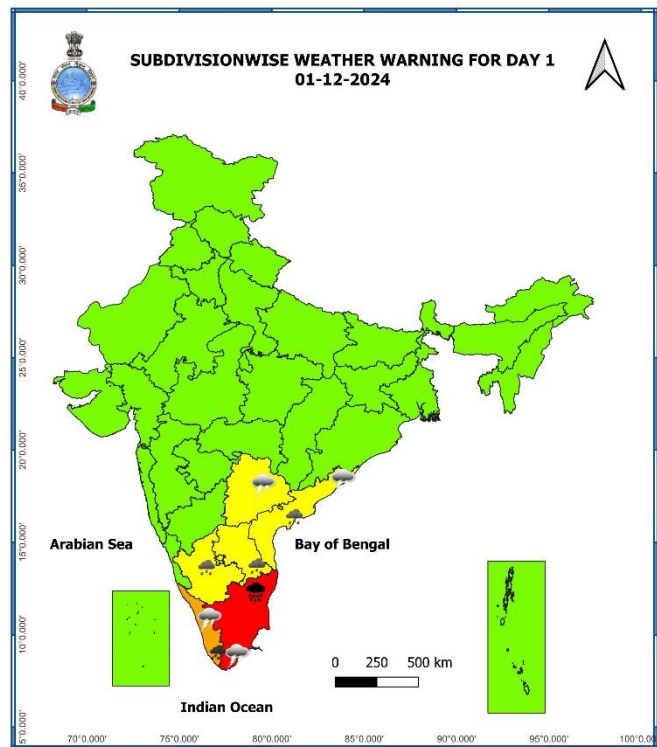 SUBDIVISIONWISE WEATHER WARNING FOR DAY 1
01-12-2024
40°0.000'
35°0.000'
30°0.000'
25°0.000'
20°0.000'
15°0.000'
10°0.000'
5°0.000'
Arabian Sea
Bay of Bengal
0 250 500 km
Indian Ocean
70°0.000' 75°0.000' 80°0.000' 85°0.000' 90°0.000' 95°0.000' 100°0.00